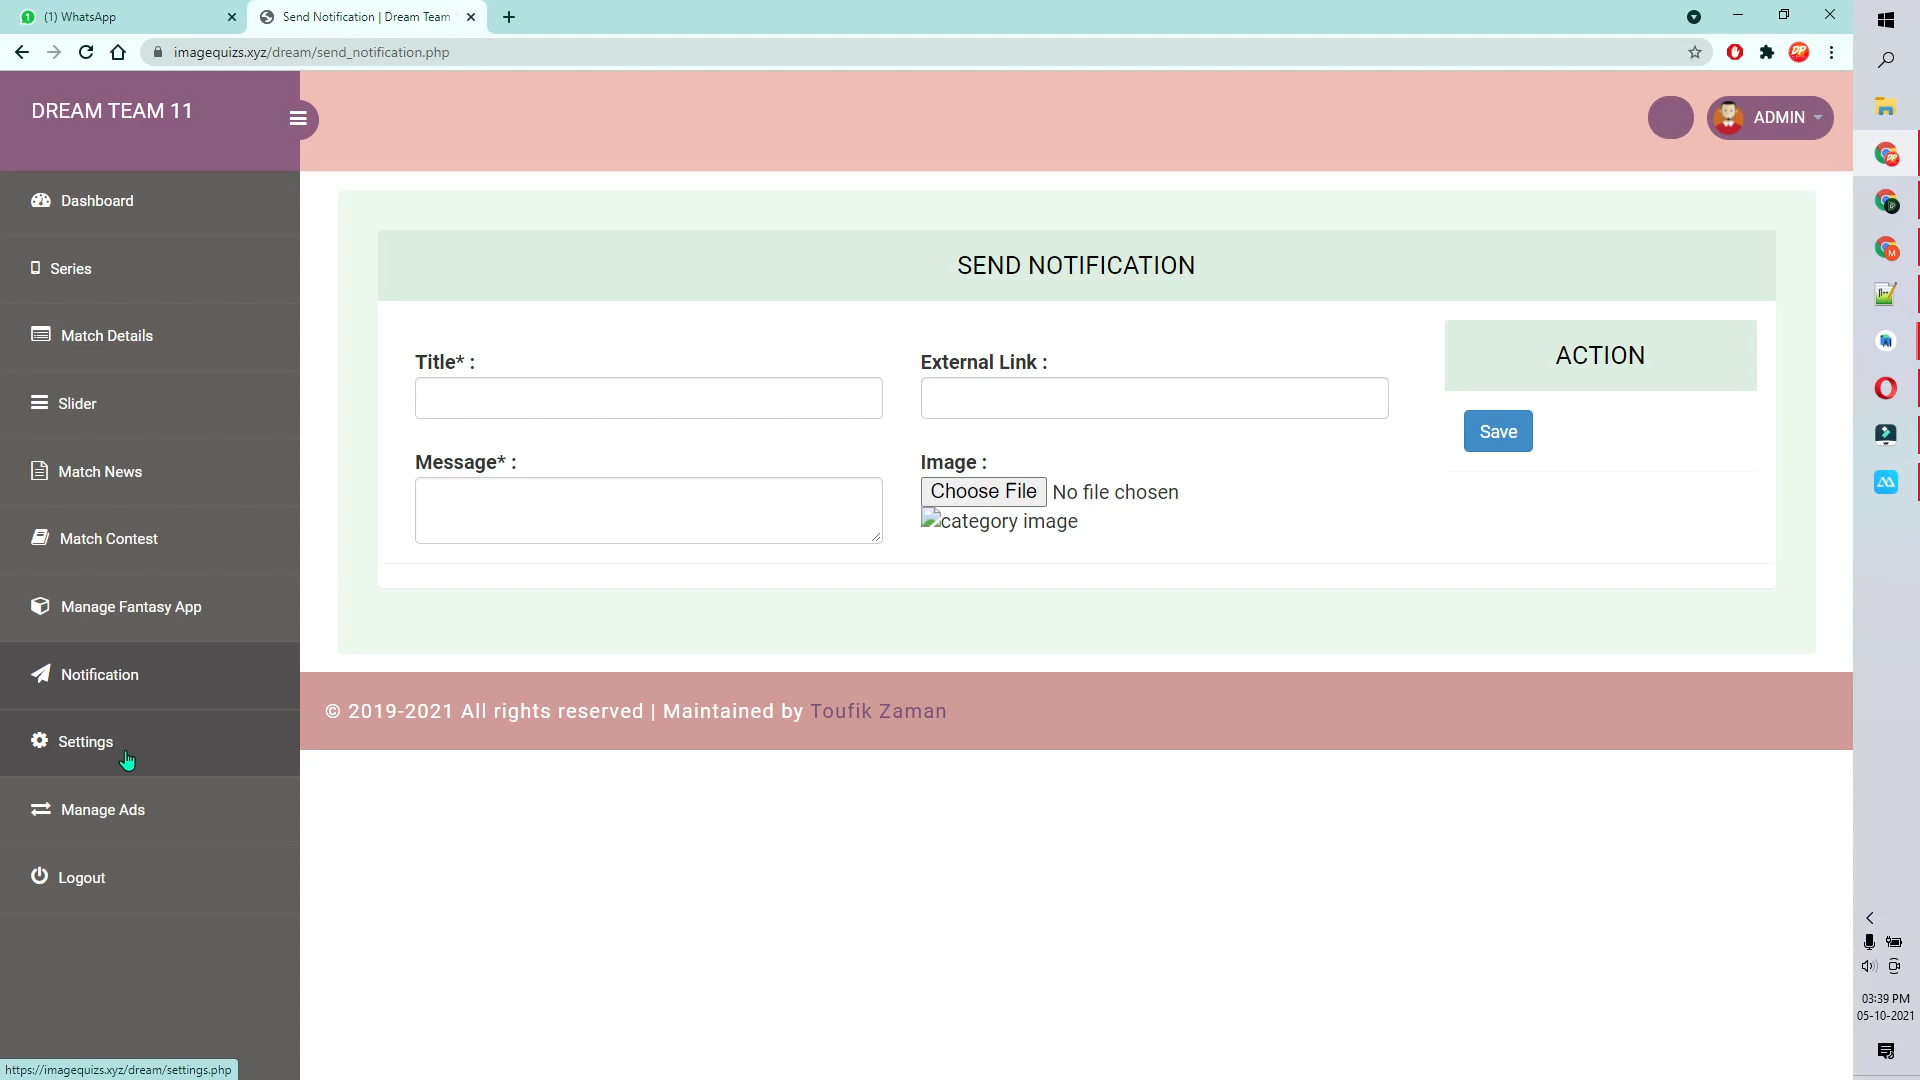 (1) WhatsApp
Send Notification | Dream Team
imagequizs.xyz/dream/send_notification.php
DREAM TEAM 11
ADMIN
Dashboard
Series
Match Details
Slider
Match News
Match Contest
Manage Fantasy App
Notification
Settings
Manage Ads
Logout
SEND NOTIFICATION
Title* :
External Link :
ACTION
Save
Message* :
Image :
Choose File No file chosen
category image
© 2019-2021 All rights reserved | Maintained by Toufik Zaman
03:39 PM
05-10-2021
https://imagequizs.xyz/dream/settings.php